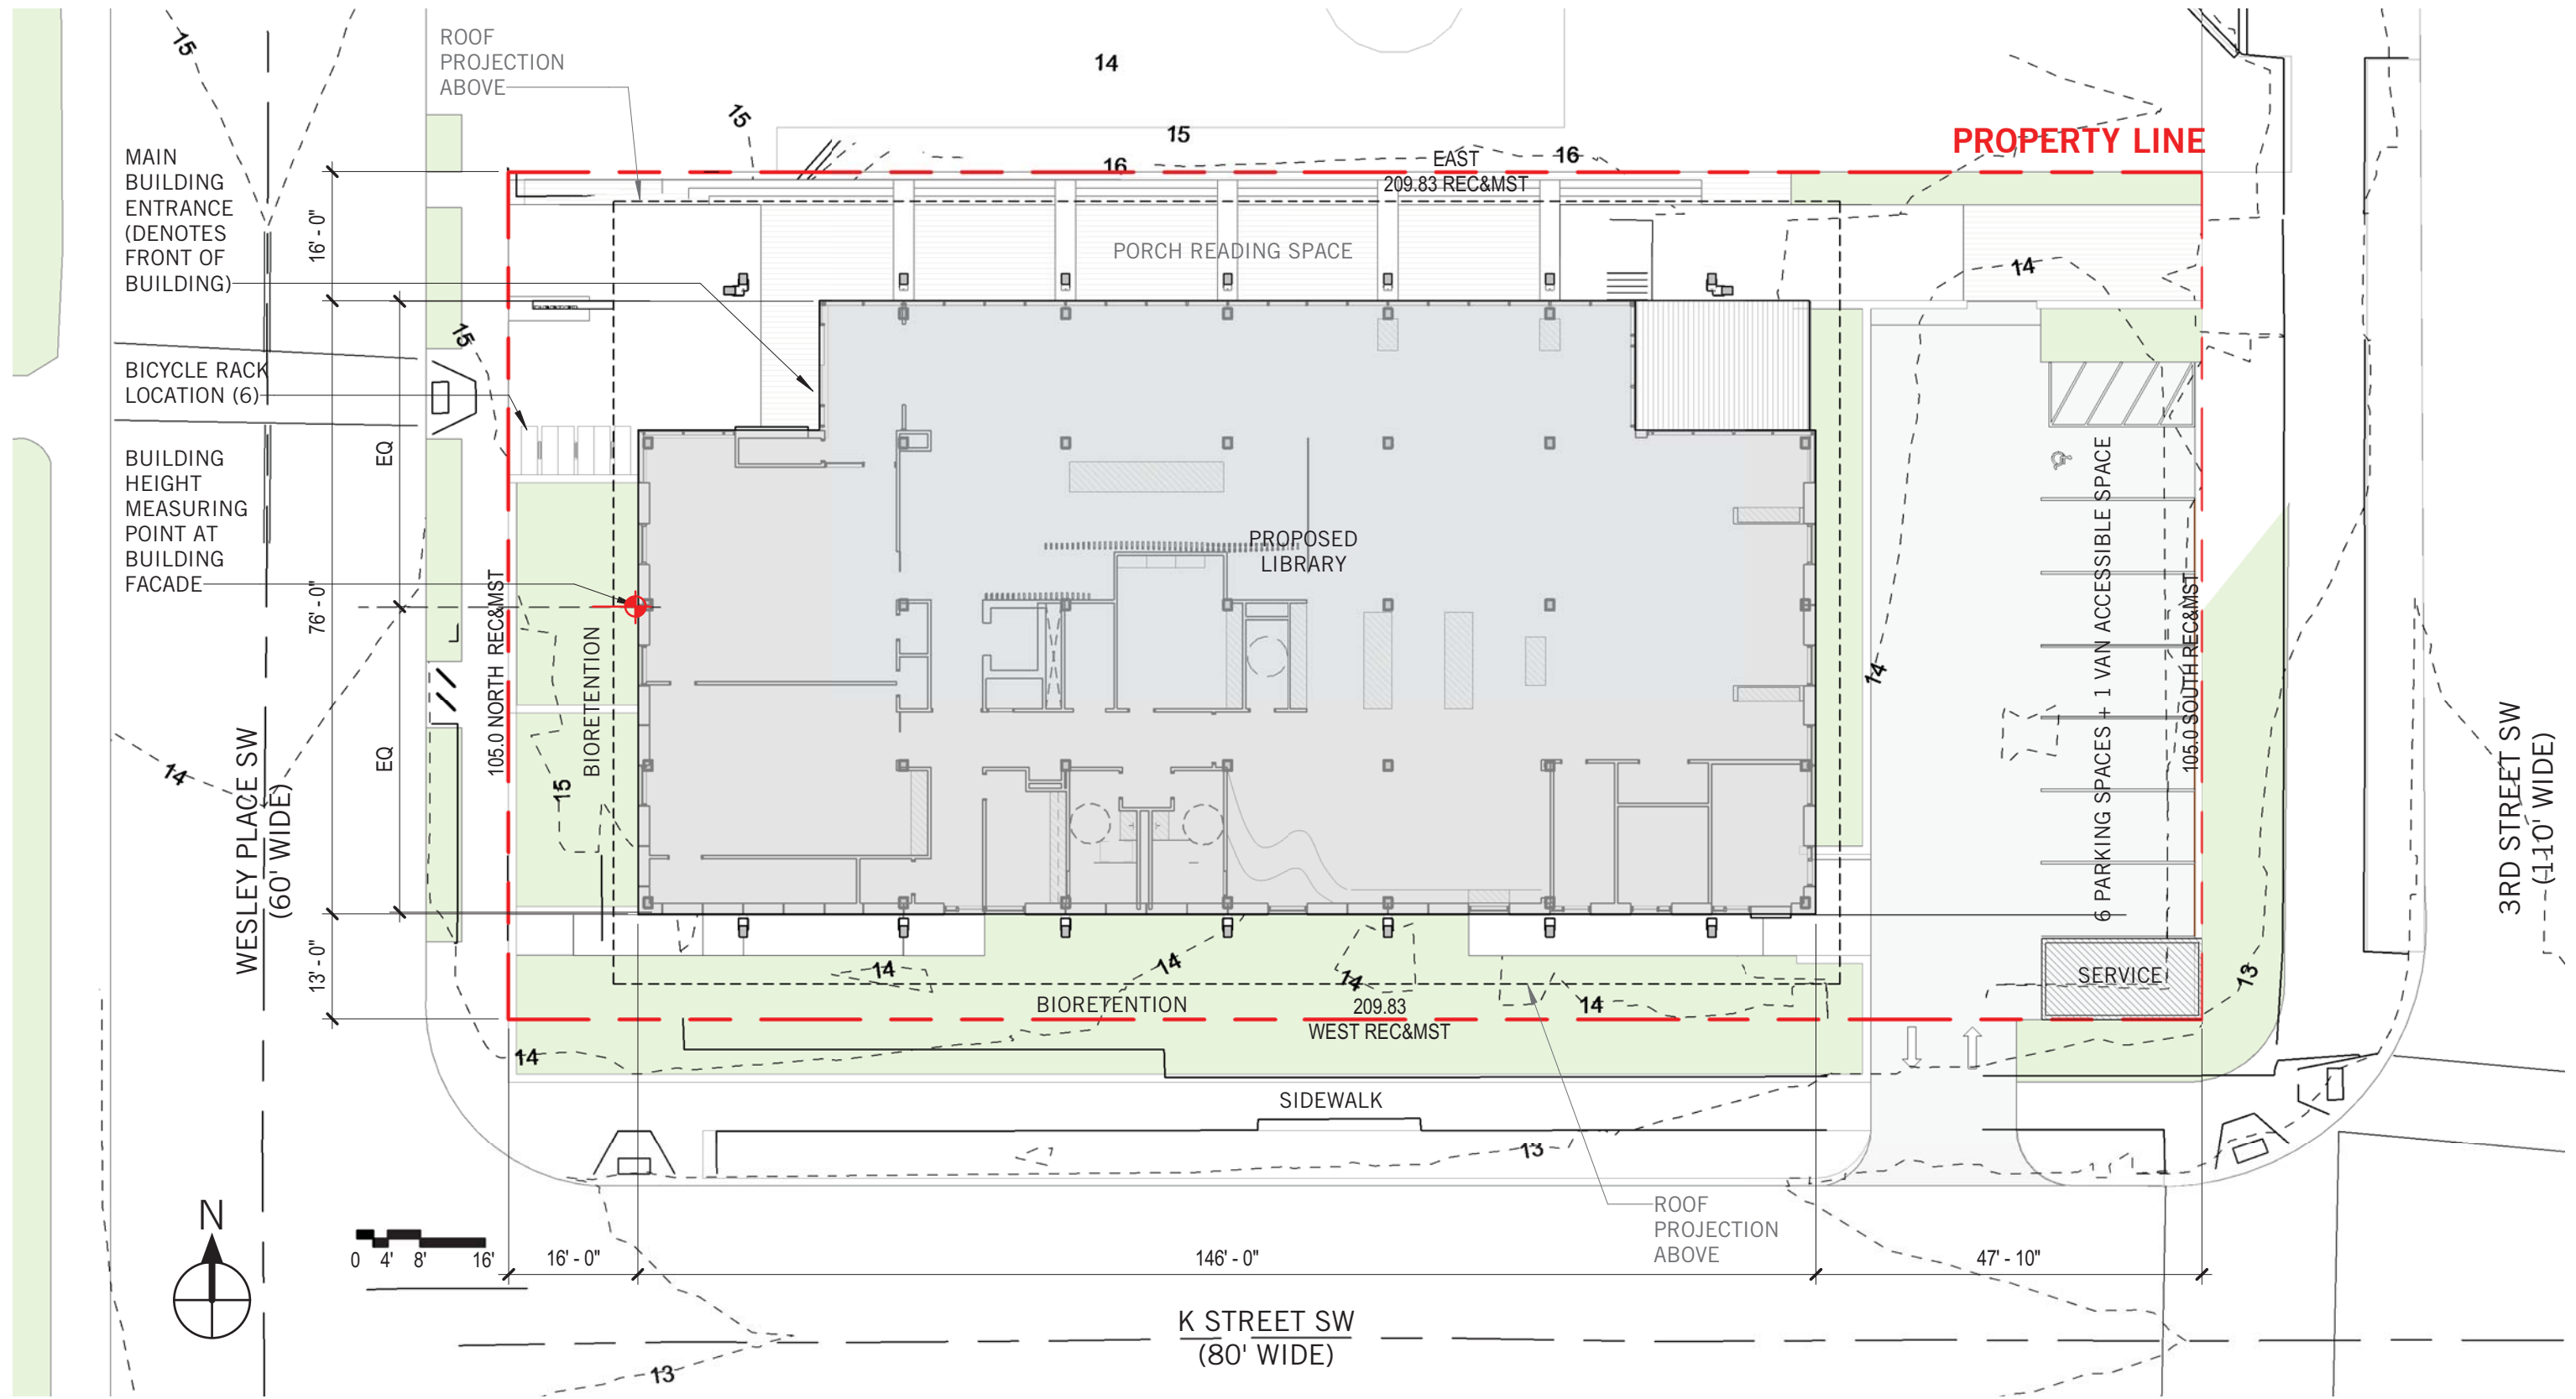 ROOF
PROJECTION
ABOVE
15
14
15
15
16
16
EAST
209.83 REC&MST
PROPERTY LINE
MAIN
BUILDING
ENTRANCE
(DENOTES
FRONT OF
BUILDING)
16' - 0"
PORCH READING SPACE
14
BICYCLE RACK
LOCATION (6)
15
EQ
BUILDING
HEIGHT
MEASURING
POINT AT
BUILDING
FACADE
76' - 0"
EQ
105.0 NORTH REC&MST
BIORETENTION
15
14
WESLEY PLACE SW
(60' WIDE)
PROPOSED
LIBRARY
14
6 PARKING SPACES + 1 VAN ACCESSIBLE SPACE
105.0 SOUTH REC&MST
3RD STREET SW
(110' WIDE)
13' - 0"
14
14
14
14
BIORETENTION
209.83
WEST REC&MST
SERVICE
13
14
SIDEWALK
13
ROOF
PROJECTION
ABOVE
N
0 4' 8' 16'
16' - 0"
146' - 0"
47' - 10"
K STREET SW
(80' WIDE)
13